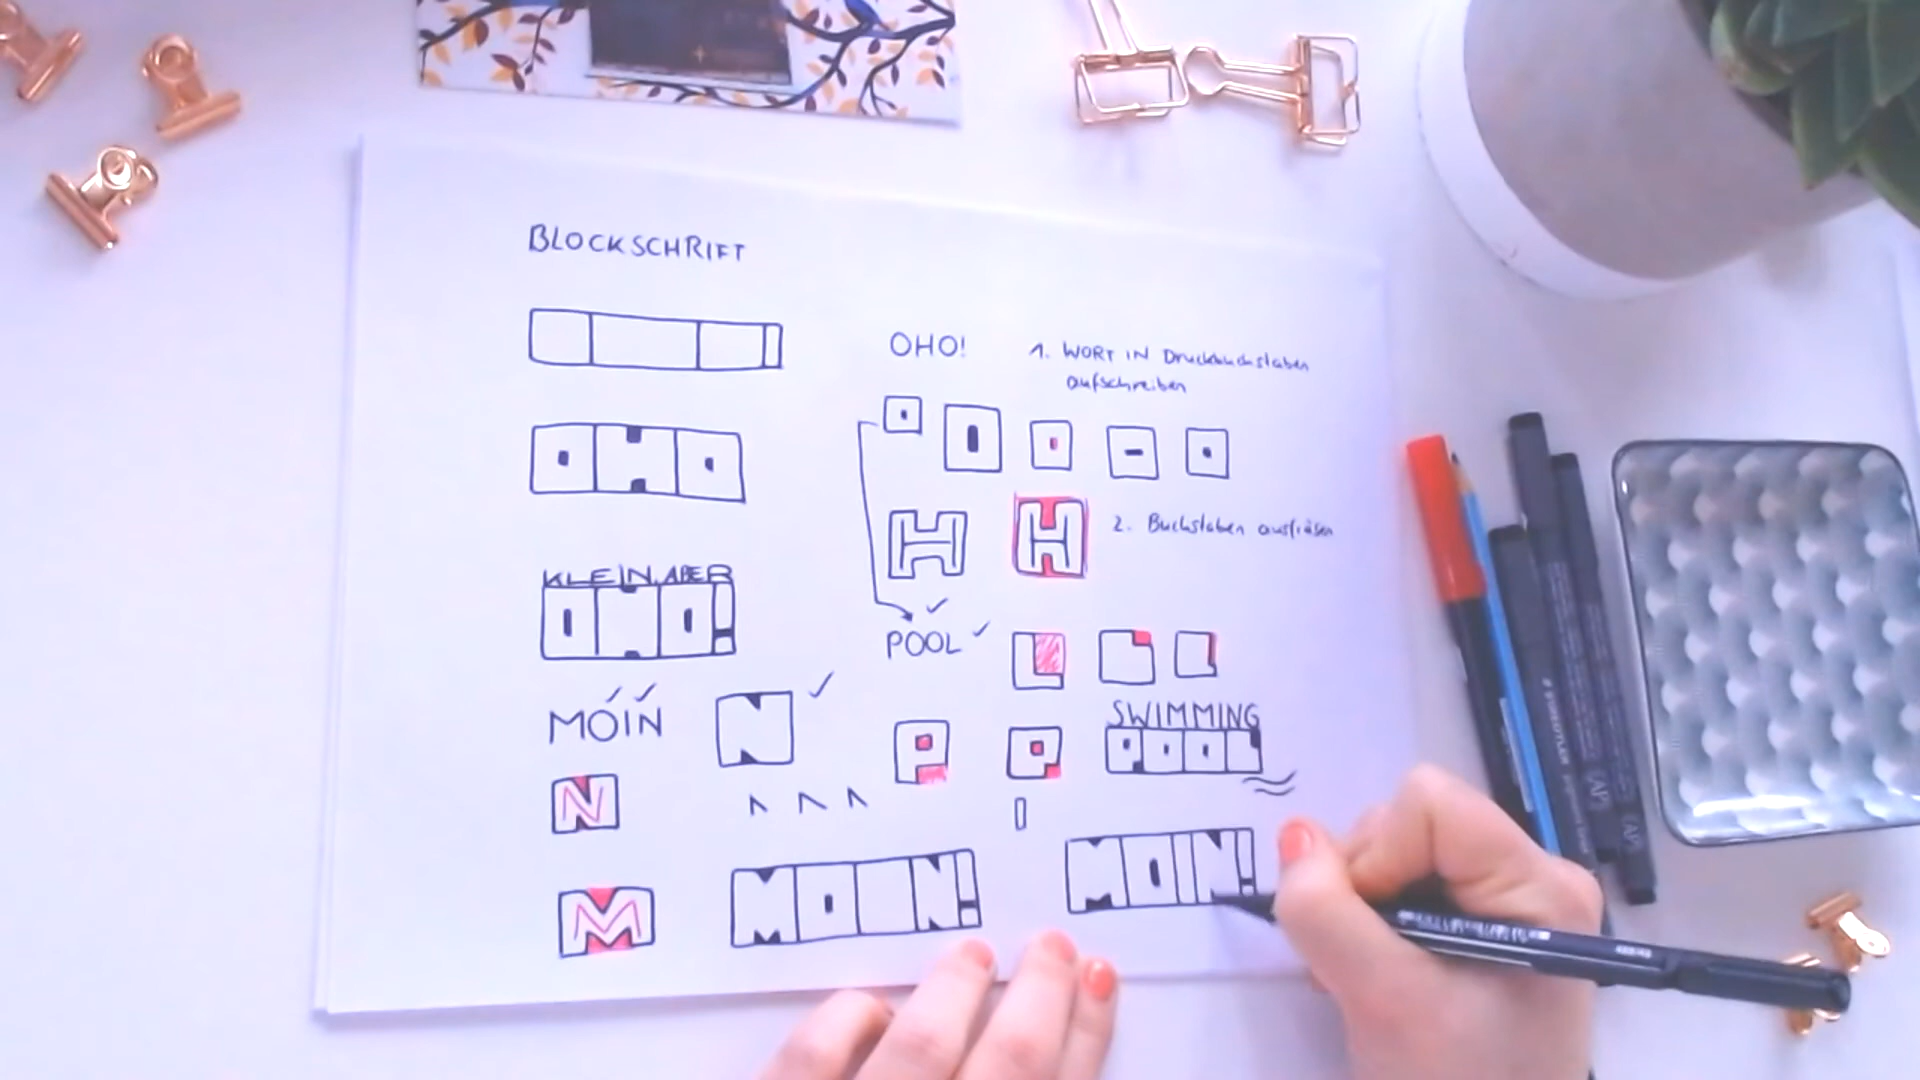 BLOCKSCHRIFT
OHO!
1. WORT IN Druckbuchstaben
aufschreiben
OHO
H H
2. Buchstaben ausfräsen
KLEIN ABER
OHO!
POOL
L
MOIN
N
SWIMMING
POOL
P P
N
M
MOIN!
MOIN!